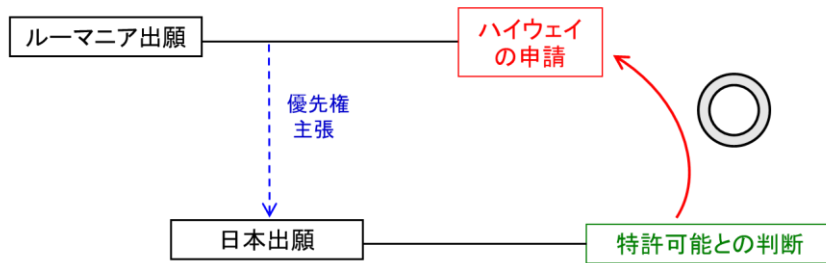 ルーマニア出願
ハイウェイ
の申請
優先権
主張
日本出願
特許可能との判断